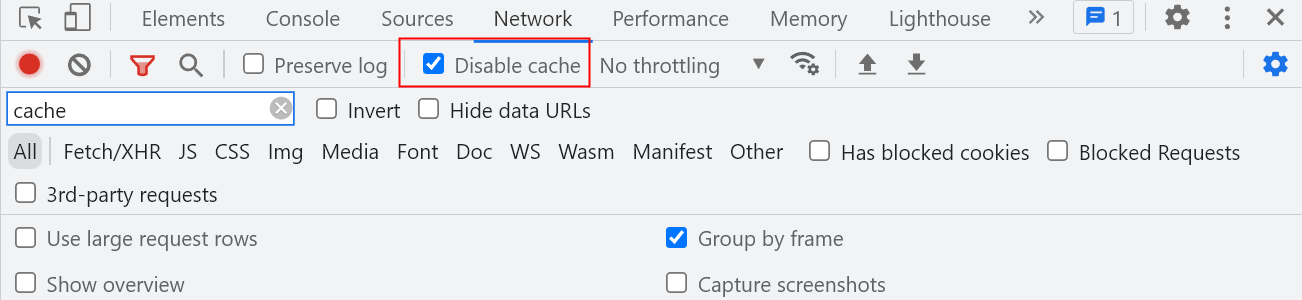 Elements Console Sources Network Performance Memory Lighthouse » 1
Preserve log Disable cache No throttling
cache Invert Hide data URLs
All Fetch/XHR JS CSS Img Media Font Doc WS Wasm Manifest Other Has blocked cookies Blocked Requests
3rd-party requests
Use large request rows Group by frame
Show overview Capture screenshots